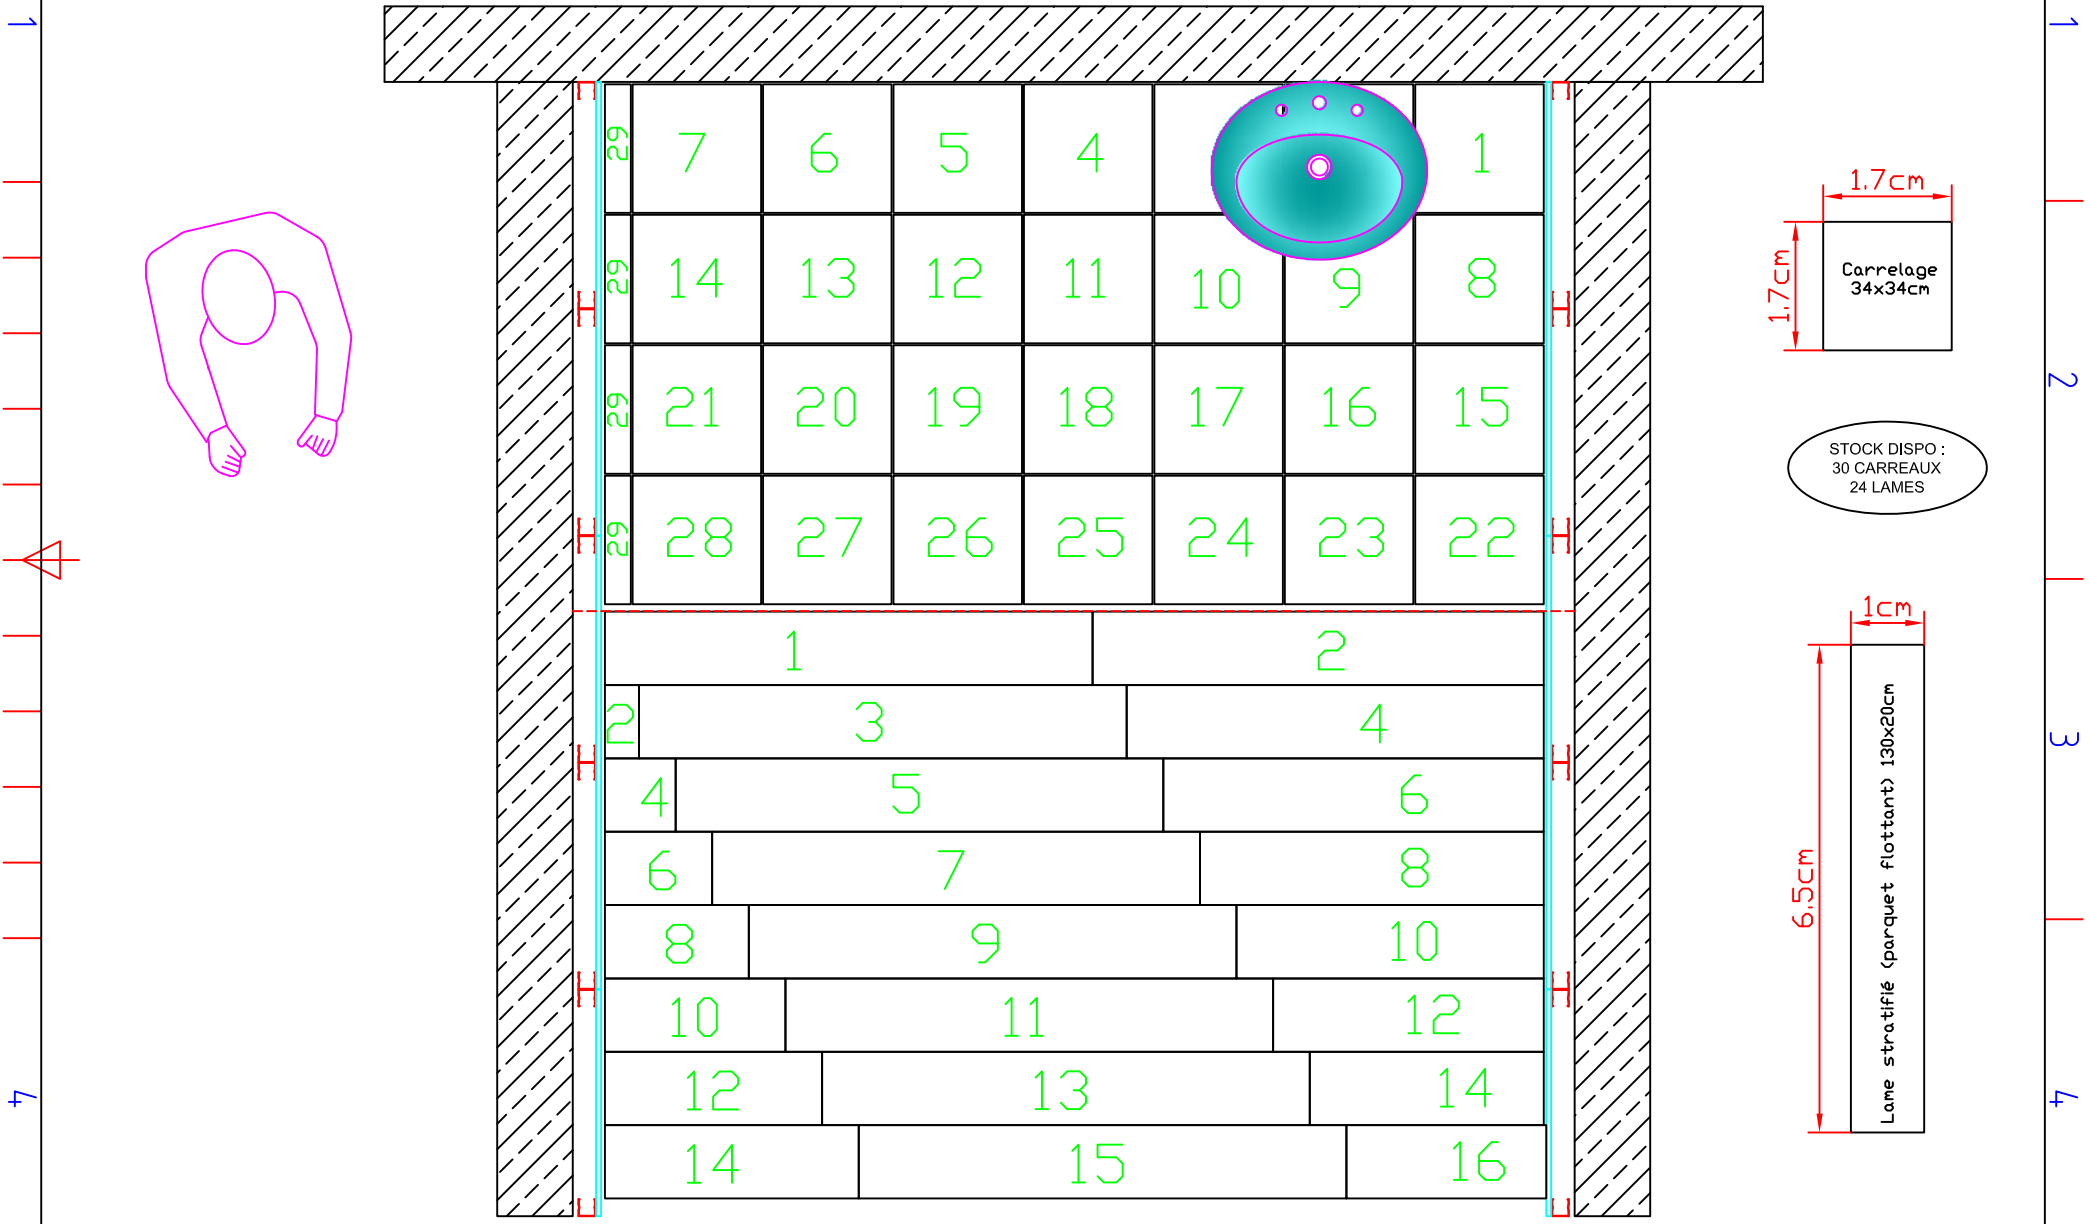 1
1
29 7 6 5 4 1
1.7cm
1.7cm
Carrelage
34x34cm
29 14 13 12 11 10 9 8
2
29 21 20 19 18 17 16 15
STOCK DISPO :
30 CARREAUX
24 LAMES
29 28 27 26 25 24 23 22
1cm
1 2
2 3 4
3
4 5 6
6 7 8
6.5cm
Lame stratifié (parquet flottant) 130x20cm
8 9 10
10 11 12
12 13 14
4
4
14 15 16